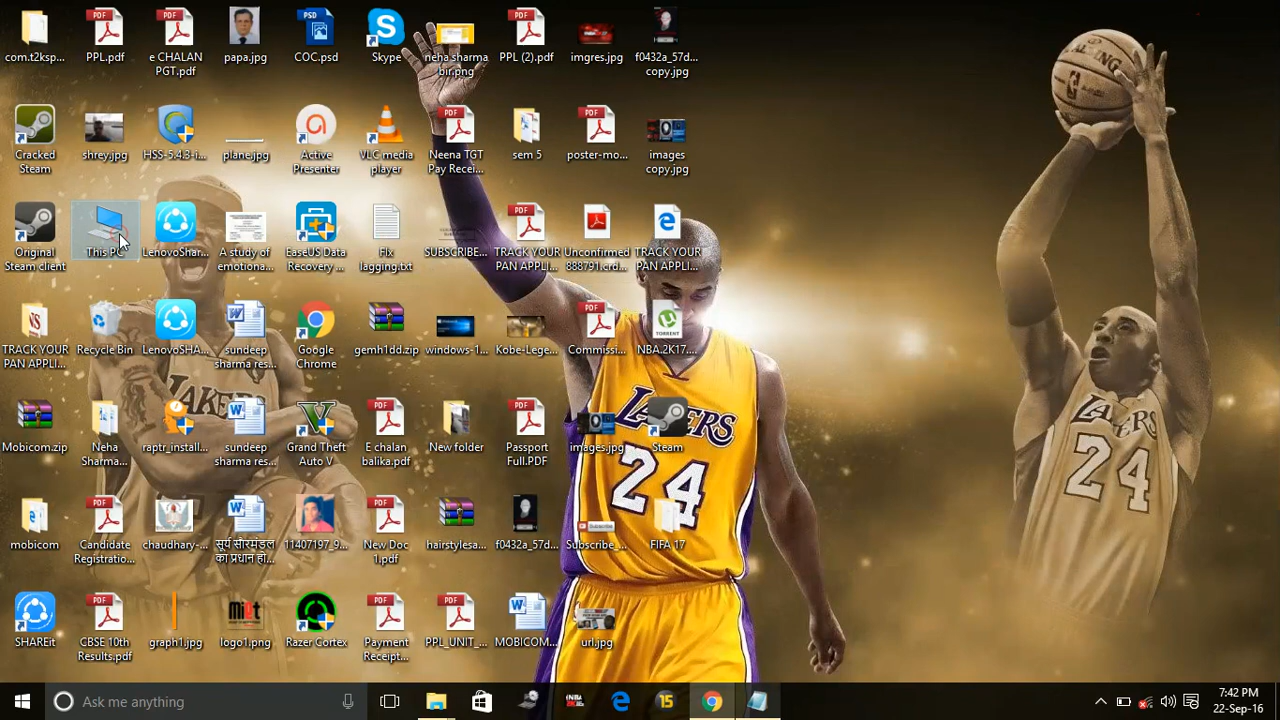 com.t2ksp...
PPL.pdf
e CHALAN
PGT.pdf
papa.jpg
COC.psd
Skype
neha sharma
bir.png
PPL (2).pdf
imgres.jpg
f0432a_57d...
copy.jpg
Cracked
Steam
shrey.jpg
HSS-5.4.3-i...
plane.jpg
Active
Presenter
VLC media
player
Neena TGT
Pay Recei...
sem 5
poster-mo...
images
copy.jpg
Original
Steam client
This PC
LenovoShar...
A study of
emotiona...
EaseUS Data
Recovery ...
Fix
lagging.txt
SUBSCRIBE...
TRACK YOUR
PAN APPLI...
Unconfirmed
888791.crd...
TRACK YOUR
PAN APPLI...
TRACK YOUR
PAN APPLI...
Recycle Bin
LenovoSHA...
sundeep
sharma res...
Google
Chrome
gemh1dd.zip
windows-1...
Kobe-Lege...
Commissi...
NBA.2K17....
Mobicom.zip
Neha
Sharma...
raptr_install...
sundeep
sharma res...
Grand Theft
Auto V
E chalan
balika.pdf
New folder
Passport
Full.PDF
images.jpg
Steam
mobicom
Candidate
Registratio...
chaudhary-...
सूर्य सौरमंडल
का प्रधान हो...
11407197_9...
New Doc
1.pdf
hairstylesa...
f0432a_57d...
Subscribe_...
FIFA 17
SHAREit
CBSE 10th
Results.pdf
graph1.jpg
logo1.png
Razer Cortex
Payment
Receipt...
PPL_UNIT_...
MOBICOM...
url.jpg
LAKERS
24
LAKERS
24
Ask me anything
15
7:42 PM
22-Sep-16